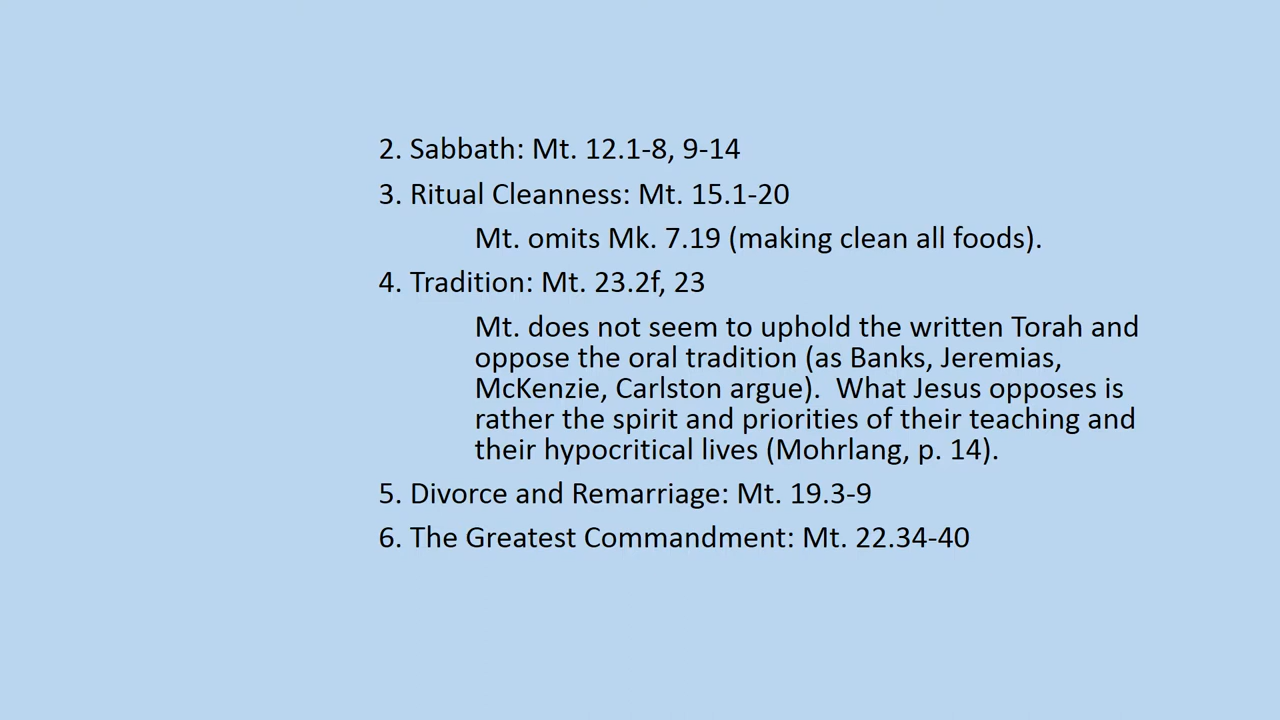 2. Sabbath: Mt. 12.1-8, 9-14
3. Ritual Cleanness: Mt. 15.1-20
Mt. omits Mk. 7.19 (making clean all foods).
4. Tradition: Mt. 23.2f, 23
Mt. does not seem to uphold the written Torah and
oppose the oral tradition (as Banks, Jeremias,
McKenzie, Carlston argue).  What Jesus opposes is
rather the spirit and priorities of their teaching and
their hypocritical lives (Mohrlang, p. 14).
5. Divorce and Remarriage: Mt. 19.3-9
6. The Greatest Commandment: Mt. 22.34-40